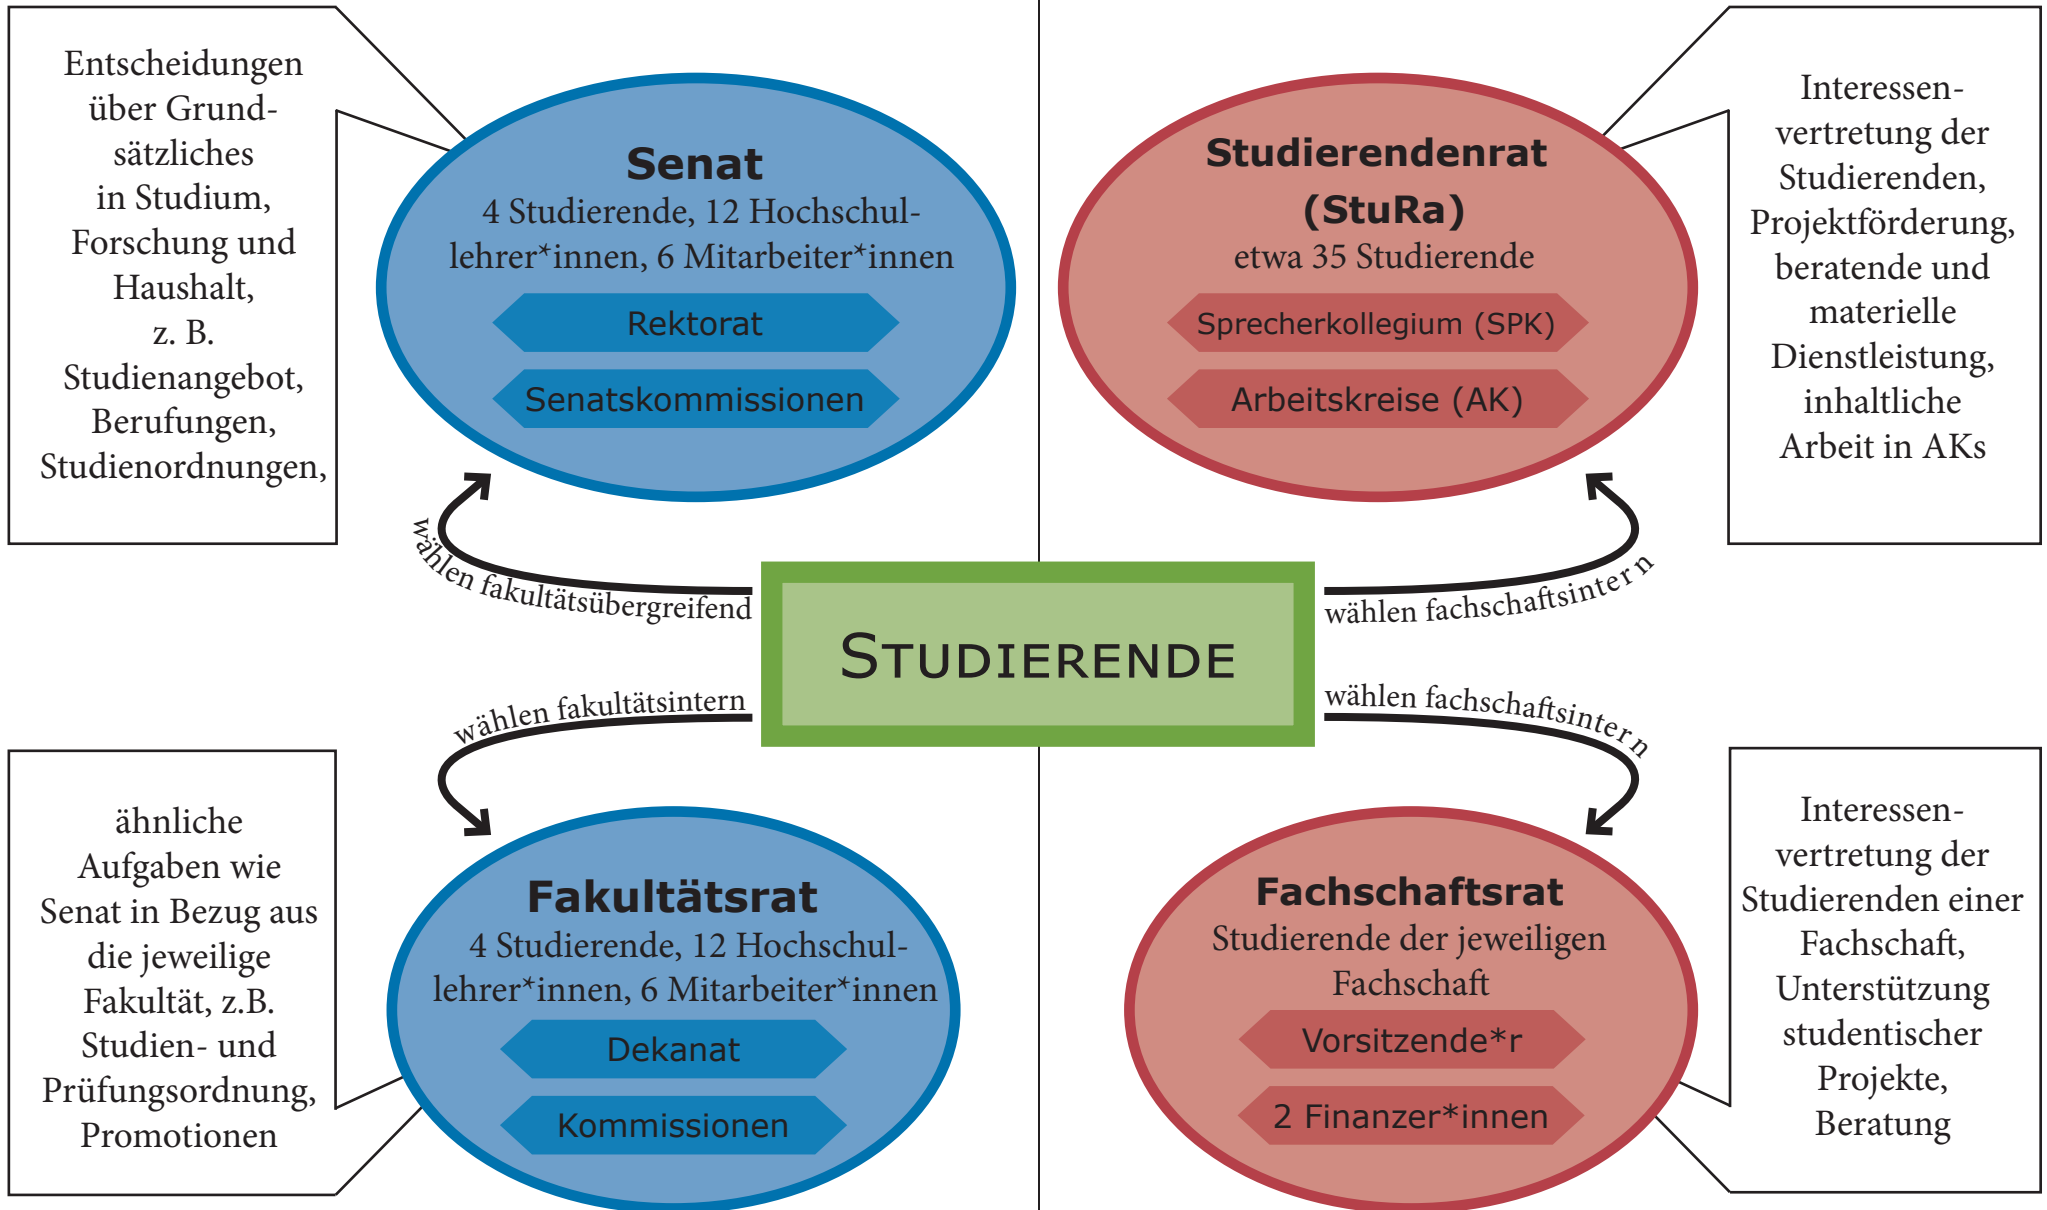 Entscheidungen
über Grund-
sätzliches
in Studium,
Forschung und
Haushalt,
z. B.
Studienangebot,
Berufungen,
Studienordnungen,
Senat
4 Studierende, 12 Hochschul-
lehrer*innen, 6 Mitarbeiter*innen
Rektorat
Senatskommissionen
Studierendenrat
(StuRa)
etwa 35 Studierende
Sprecherkollegium (SPK)
Arbeitskreise (AK)
Interessen-
vertretung der
Studierenden,
Projektförderung,
beratende und
materielle
Dienstleistung,
inhaltliche
Arbeit in AKs
wählen fakultätsübergreifend
wählen fachschaftsintern
STUDIERENDE
wählen fakultätsintern
wählen fachschaftsintern
ähnliche
Aufgaben wie
Senat in Bezug aus
die jeweilige
Fakultät, z.B.
Studien- und
Prüfungsordnung,
Promotionen
Fakultätsrat
4 Studierende, 12 Hochschul-
lehrer*innen, 6 Mitarbeiter*innen
Dekanat
Kommissionen
Fachschaftsrat
Studierende der jeweiligen
Fachschaft
Vorsitzende*r
2 Finanzer*innen
Interessen-
vertretung der
Studierenden einer
Fachschaft,
Unterstützung
studentischer
Projekte,
Beratung